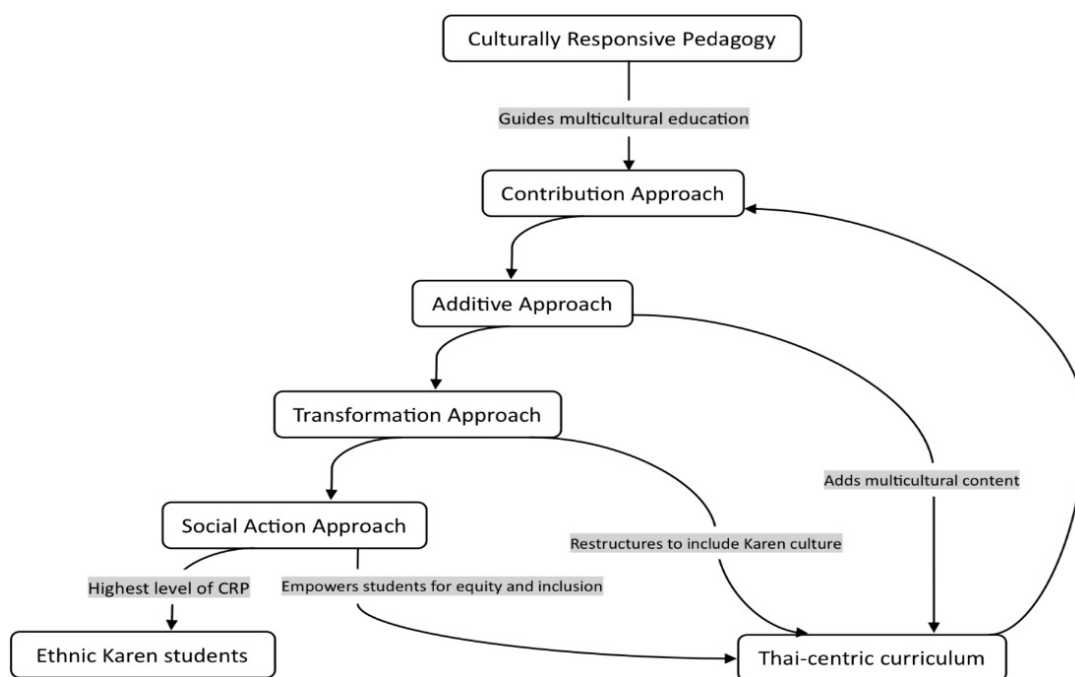 Culturally Responsive Pedagogy
Guides multicultural education
Contribution Approach
Additive Approach
Transformation Approach
Adds multicultural content
Social Action Approach
Restructures to include Karen culture
Highest level of CRP
Empowers students for equity and inclusion
Ethnic Karen students
Thai-centric curriculum